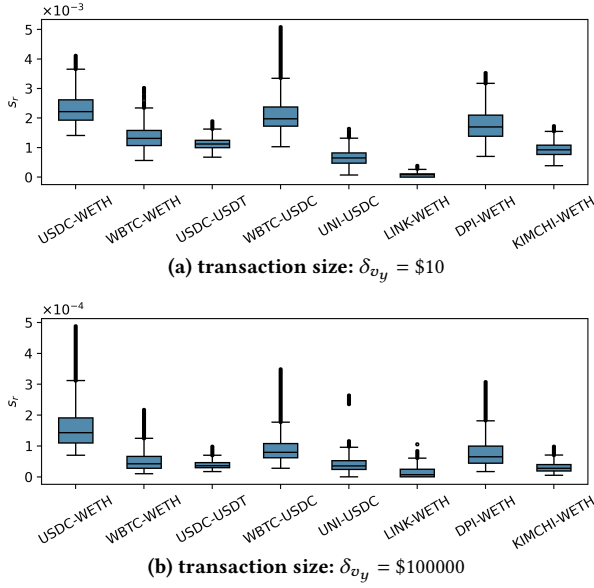 ×10⁻³
5
4
3
2
1
0
s_r
USDC-WETH
WBTC-WETH
USDC-USDT
WBTC-USDC
UNI-USDC
LINK-WETH
DPI-WETH
KIMCHI-WETH
(a) transaction size: δ_{v_y} = $10
×10⁻⁴
5
4
3
2
1
0
s_r
USDC-WETH
WBTC-WETH
USDC-USDT
WBTC-USDC
UNI-USDC
LINK-WETH
DPI-WETH
KIMCHI-WETH
(b) transaction size: δ_{v_y} = $100000